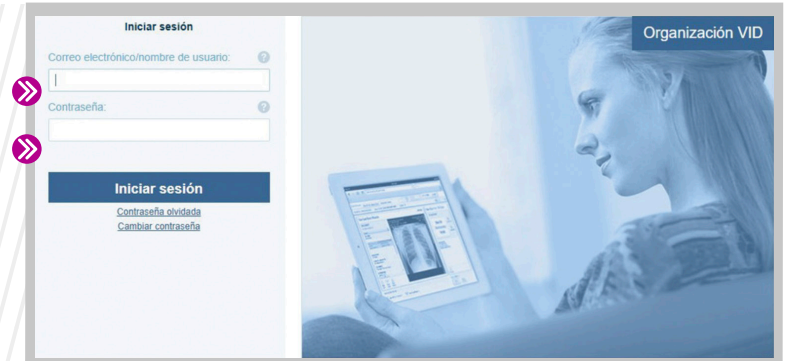 Iniciar sesión
Organización VID
Correo electrónico/nombre de usuario:
Contraseña:
Iniciar sesión
Contraseña olvidada
Cambiar contraseña